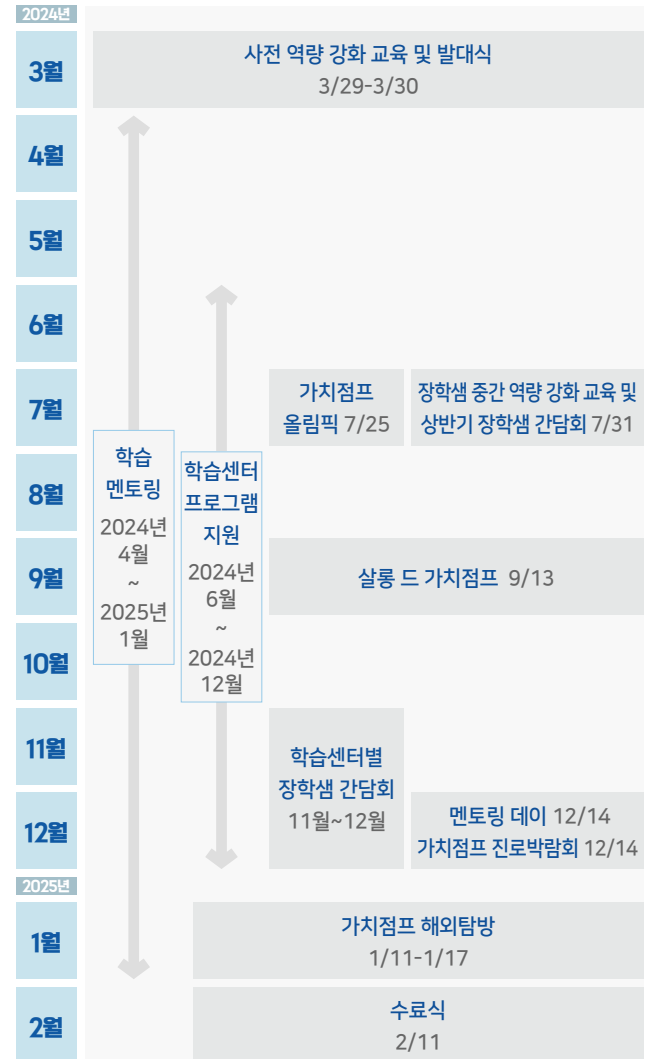 2024년
3월
사전 역량 강화 교육 및 발대식
3/29-3/30
4월
5월
6월
7월
가치점프
올림픽 7/25
장학샘 중간 역량 강화 교육 및
상반기 장학샘 간담회 7/31
학습
멘토링
2024년
4월
~
2025년
1월
학습센터
프로그램
지원
2024년
6월
~
2024년
12월
8월
9월
살롱 드 가치점프 9/13
10월
11월
학습센터별
장학샘 간담회
11월~12월
12월
멘토링 데이 12/14
가치점프 진로박람회 12/14
2025년
1월
가치점프 해외탐방
1/11-1/17
2월
수료식
2/11